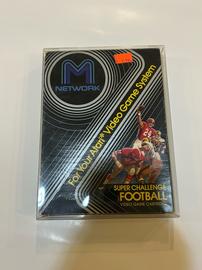 M
NETWORK
For Your Atari® Video Game System
SUPER CHALLENGE
FOOTBALL
VIDEO GAME CARTRIDGE